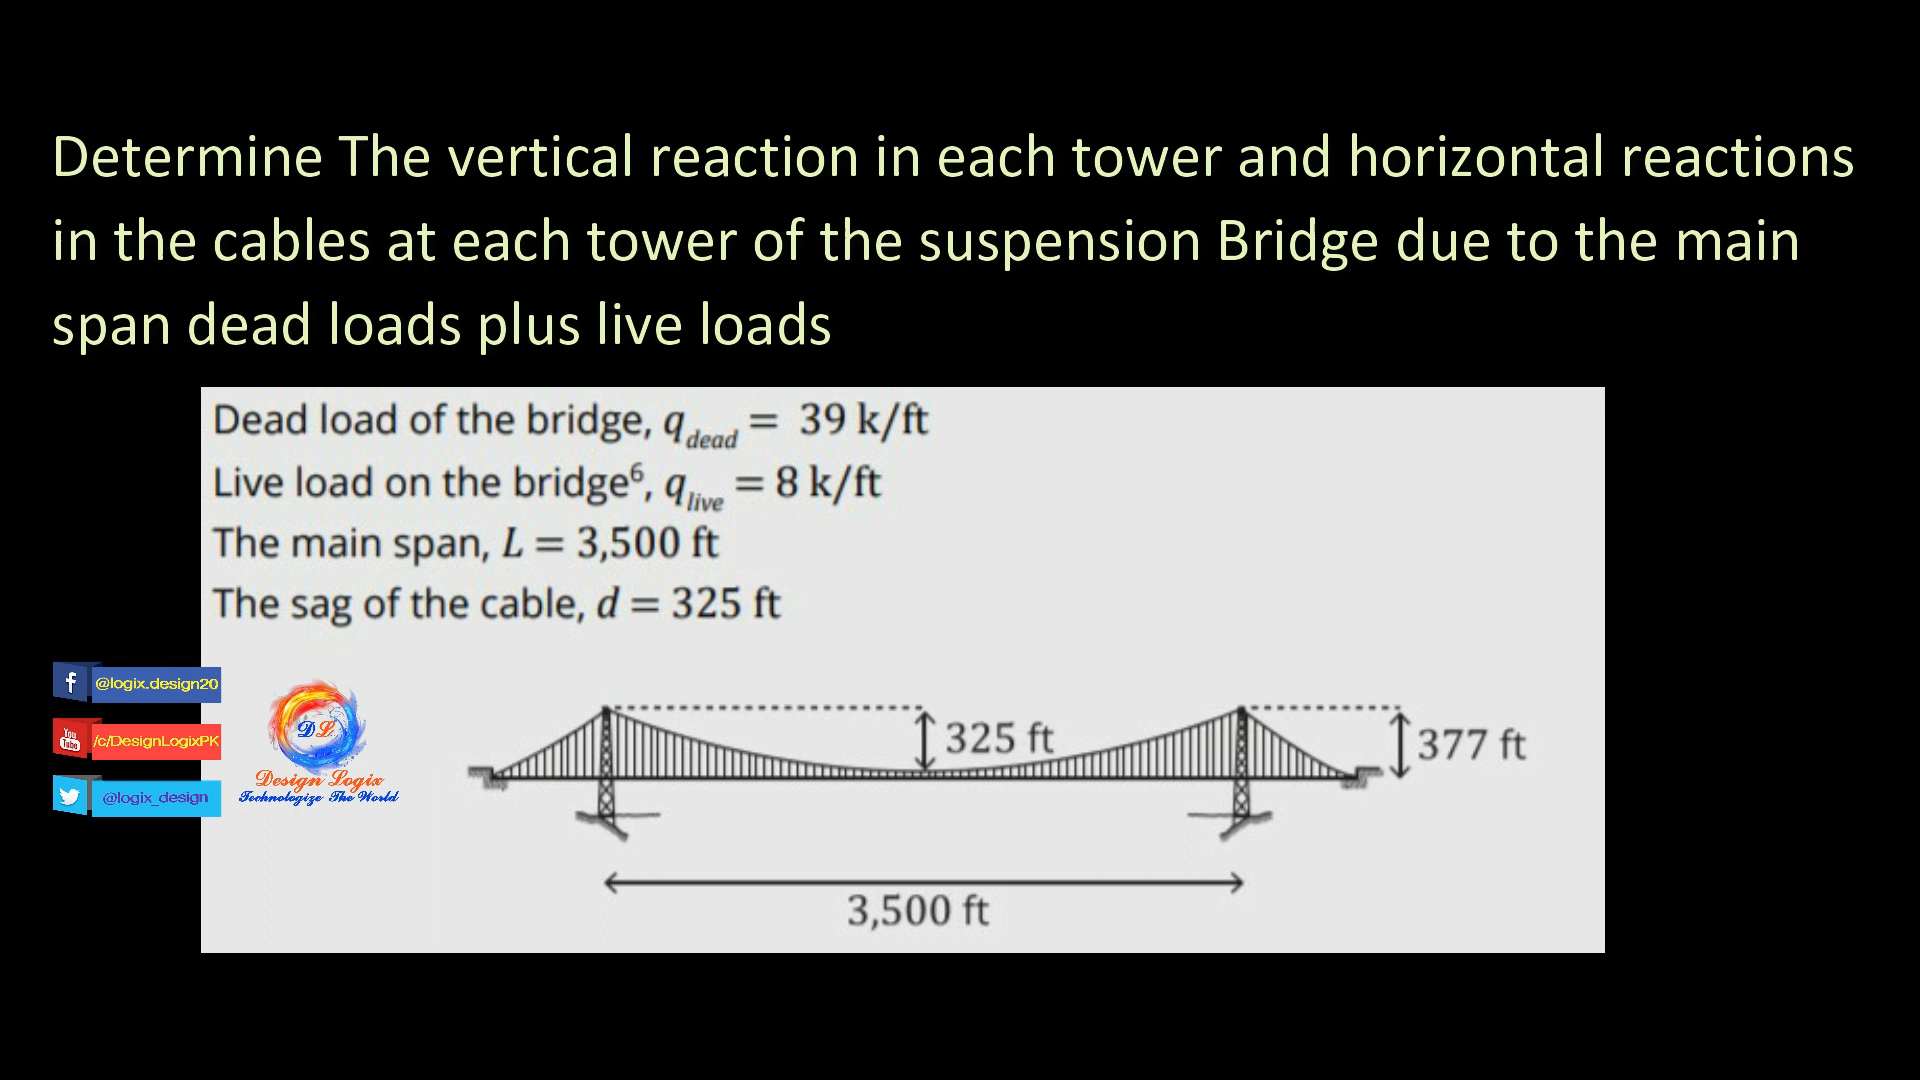 Determine The vertical reaction in each tower and horizontal reactions
in the cables at each tower of the suspension Bridge due to the main
span dead loads plus live loads
Dead load of the bridge, q_dead = 39 k/ft
Live load on the bridge⁶, q_live = 8 k/ft
The main span, L = 3,500 ft
The sag of the cable, d = 325 ft
f @logix.design20
You Tube /c/DesignLogixPK
@logix_design
DL
Design Logix
Technologize The World
325 ft
377 ft
3,500 ft